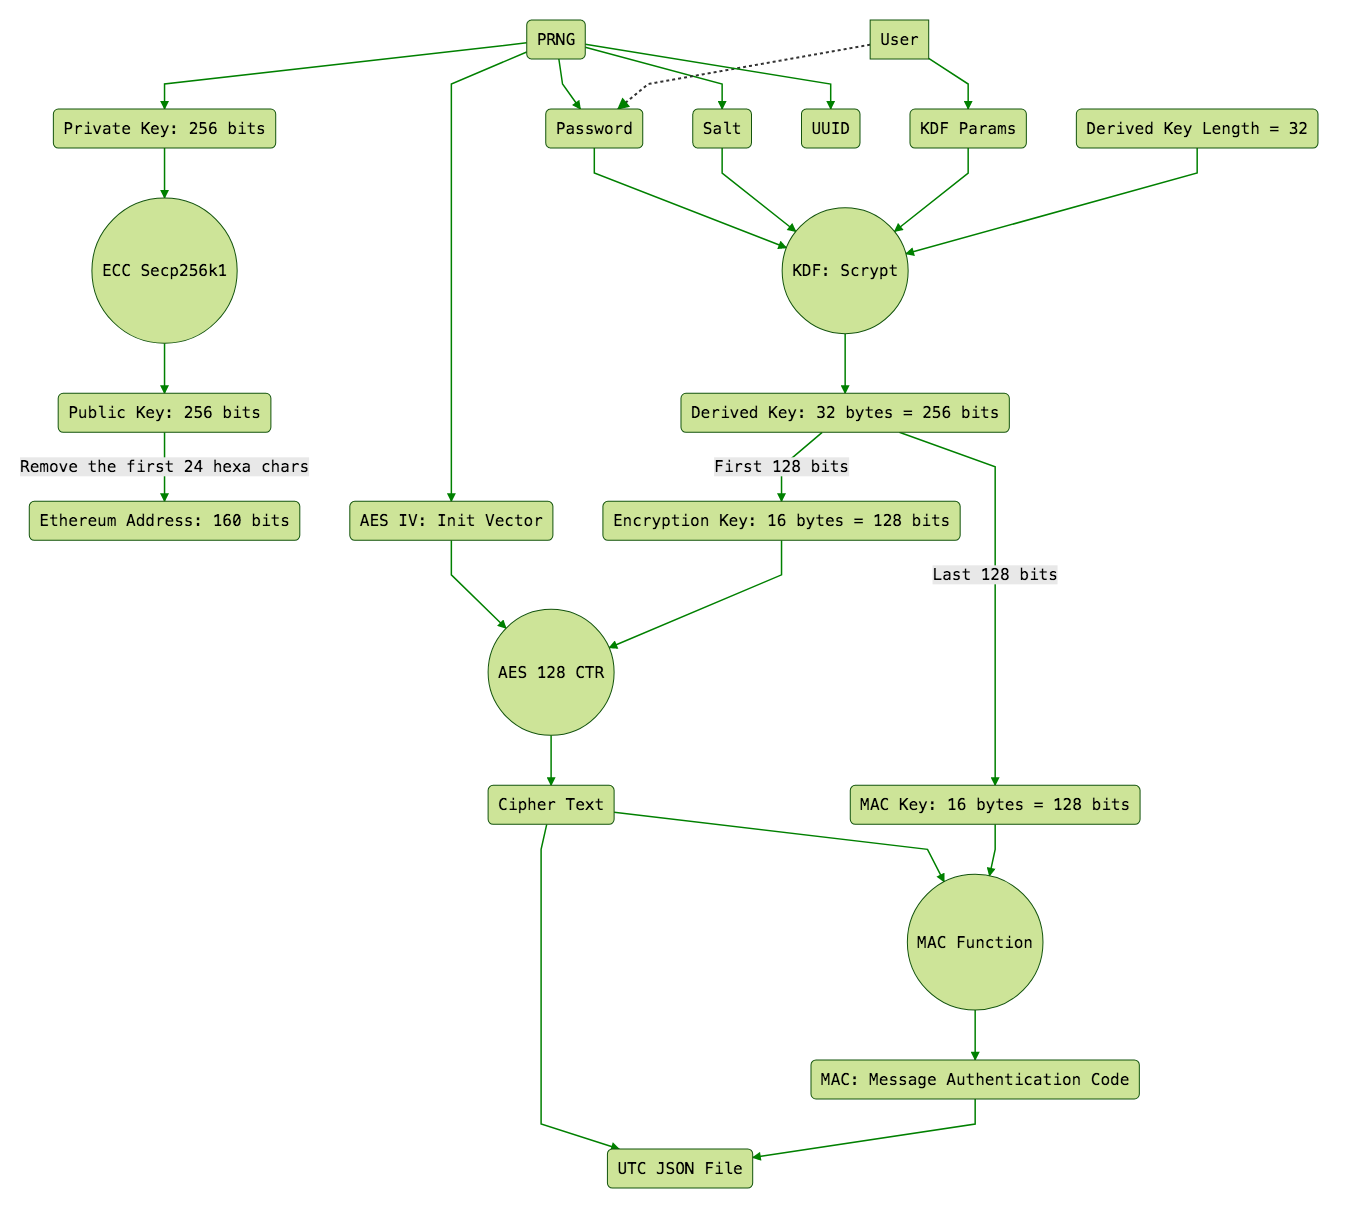 PRNG
User
Private Key: 256 bits
Password
Salt
UUID
KDF Params
Derived Key Length = 32
ECC Secp256k1
KDF: Scrypt
Public Key: 256 bits
Derived Key: 32 bytes = 256 bits
Remove the first 24 hexa chars
First 128 bits
Ethereum Address: 160 bits
AES IV: Init Vector
Encryption Key: 16 bytes = 128 bits
Last 128 bits
AES 128 CTR
Cipher Text
MAC Key: 16 bytes = 128 bits
MAC Function
MAC: Message Authentication Code
UTC JSON File